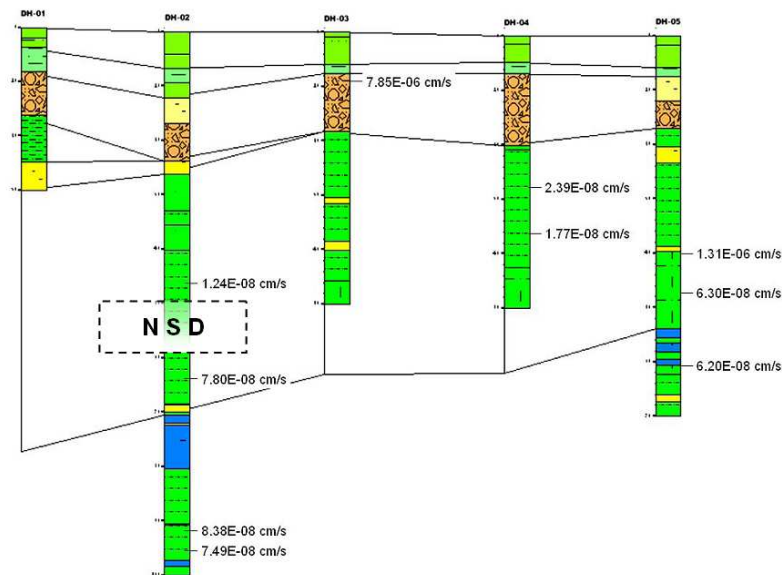 DH-01
DH-02
DH-03
DH-04
DH-05
7.85E-06 cm/s
2.39E-08 cm/s
1.77E-08 cm/s
1.31E-06 cm/s
1.24E-08 cm/s
6.30E-08 cm/s
N S D
6.20E-08 cm/s
7.80E-08 cm/s
8.38E-08 cm/s
7.49E-08 cm/s